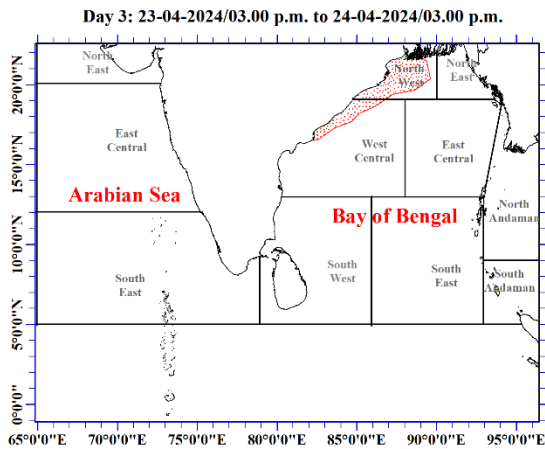 Day 3: 23-04-2024/03.00 p.m. to 24-04-2024/03.00 p.m.
North
East
North
West
North
East
20°0'0"N
East
Central
West
Central
East
Central
15°0'0"N
Arabian Sea
Bay of Bengal
North
Andaman
10°0'0"N
South
East
South
West
South
East
South
Andaman
5°0'0"N
0°0'0"
65°0'0"E
70°0'0"E
75°0'0"E
80°0'0"E
85°0'0"E
90°0'0"E
95°0'0"E